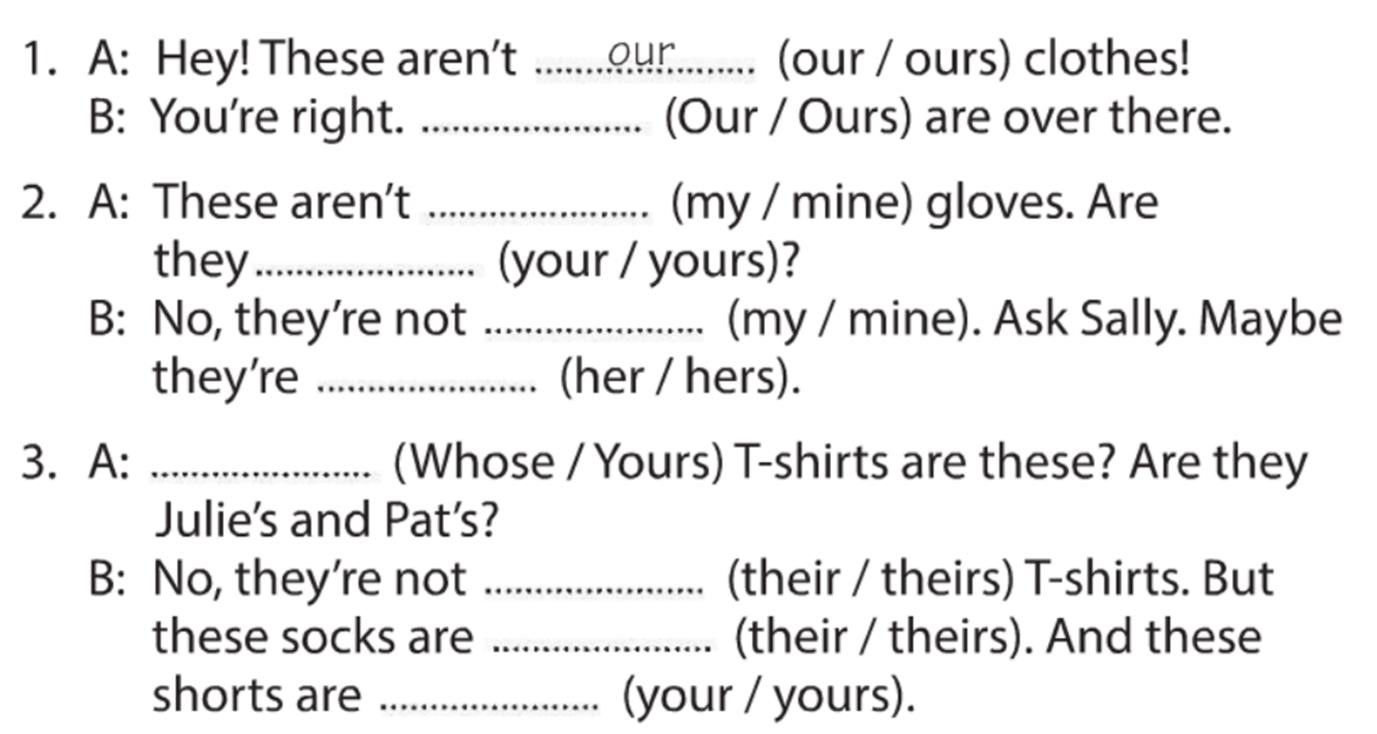 1. A: Hey! These aren't ......our...... (our / ours) clothes!
B: You're right. ...................... (Our / Ours) are over there.
2. A: These aren't ...................... (my / mine) gloves. Are
they ...................... (your / yours)?
B: No, they're not ...................... (my / mine). Ask Sally. Maybe
they're ...................... (her / hers).
3. A: ...................... (Whose / Yours) T-shirts are these? Are they
Julie's and Pat's?
B: No, they're not ...................... (their / theirs) T-shirts. But
these socks are ...................... (their / theirs). And these
shorts are ...................... (your / yours).